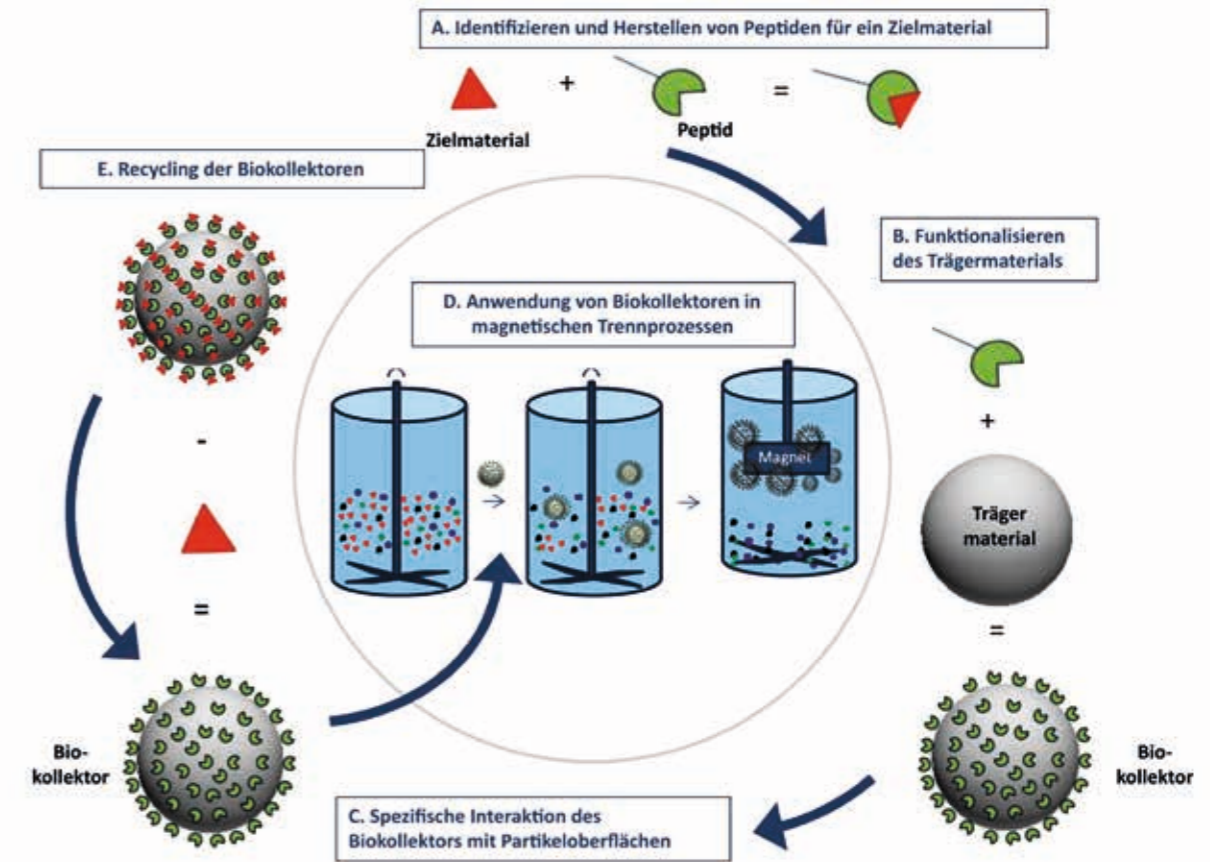 A. Identifizieren und Herstellen von Peptiden für ein Zielmaterial
+
=
Zielmaterial
Peptid
E. Recycling der Biokollektoren
B. Funktionalisieren
des Trägermaterials
D. Anwendung von Biokollektoren in
magnetischen Trennprozessen
+
Magnet
Träger
material
-
=
=
Bio-
kollektor
Bio-
kollektor
C. Spezifische Interaktion des
Biokollektors mit Partikeloberflächen